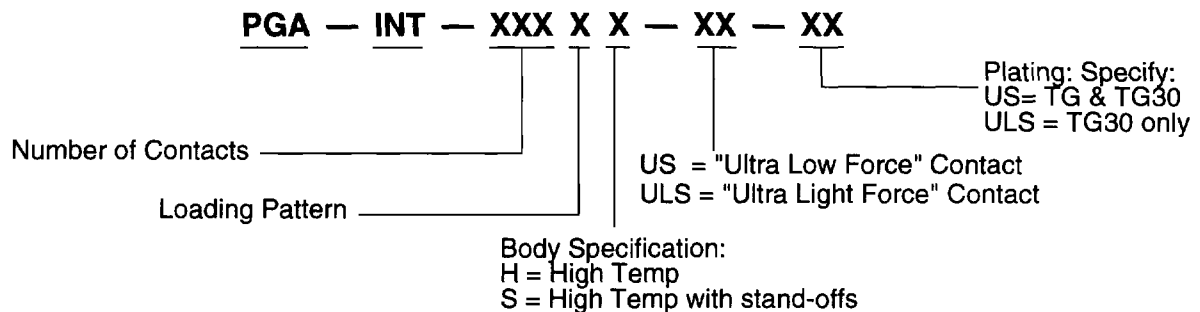 PGA — INT — XXX X X — XX — XX
Plating: Specify:
US= TG & TG30
ULS = TG30 only
Number of Contacts
US = "Ultra Low Force" Contact
ULS = "Ultra Light Force" Contact
Loading Pattern
Body Specification:
H = High Temp
S = High Temp with stand-offs